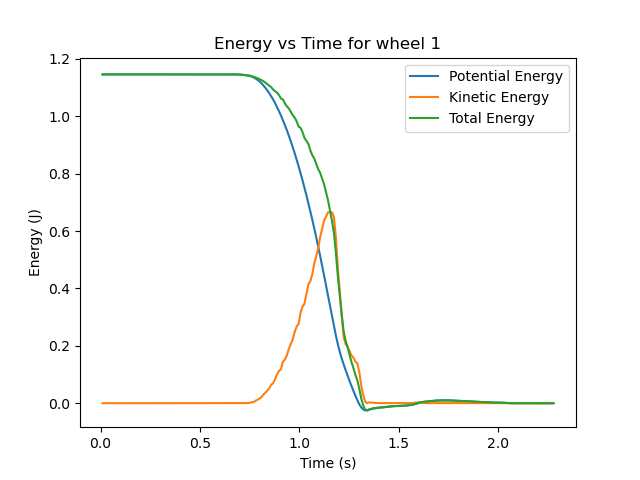 Energy vs Time for wheel 1
Energy (J)
1.2
1.0
0.8
0.6
0.4
0.2
0.0
Potential Energy
Kinetic Energy
Total Energy
0.0 0.5 1.0 1.5 2.0
Time (s)